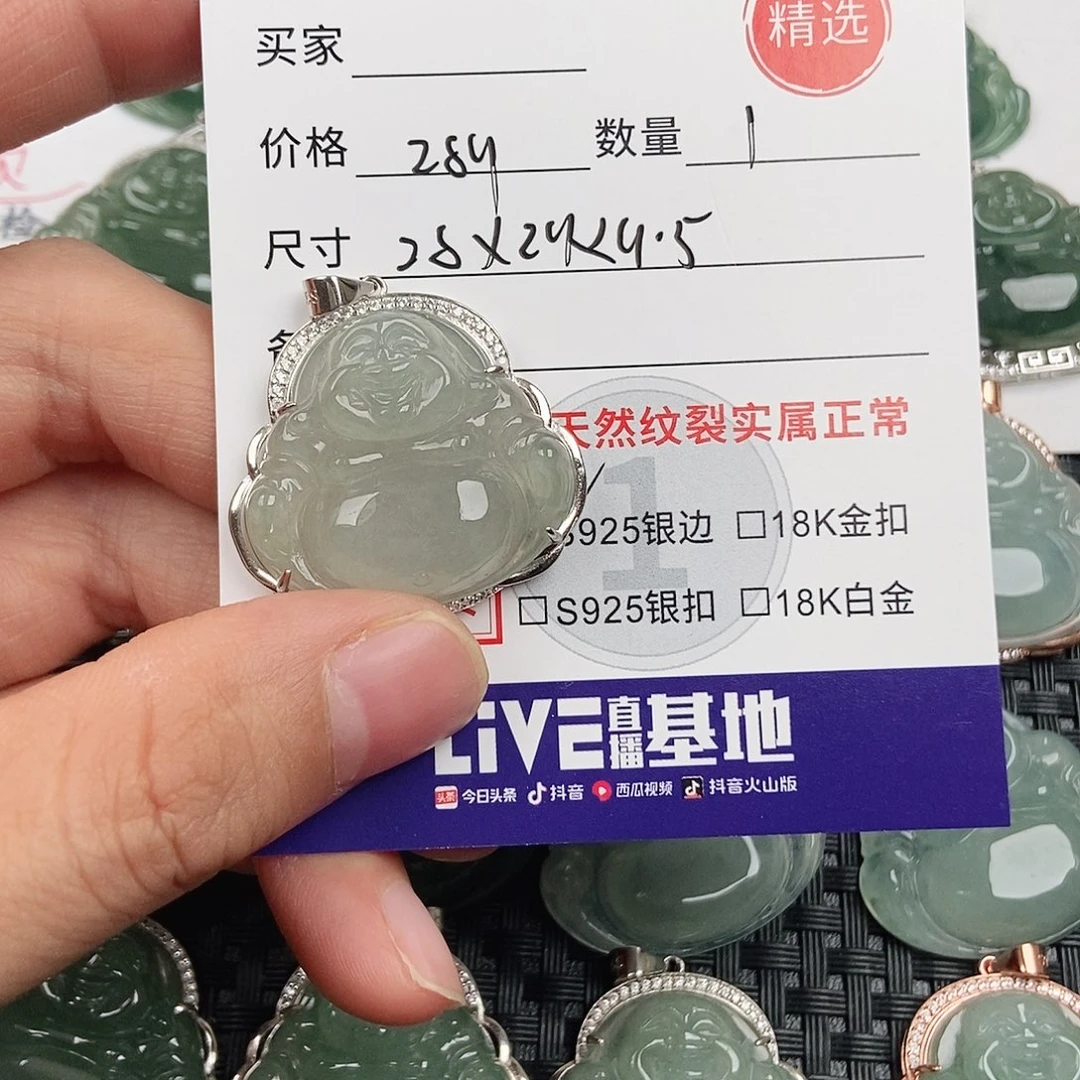 精选
买家
价格 284 数量 1
尺寸 28X24X4.5
天然纹裂实属正常
S925银边 □18K金扣
□S925银扣 □18K白金
LiVE直播基地
头条 今日头条 抖音 西瓜视频 抖音火山版